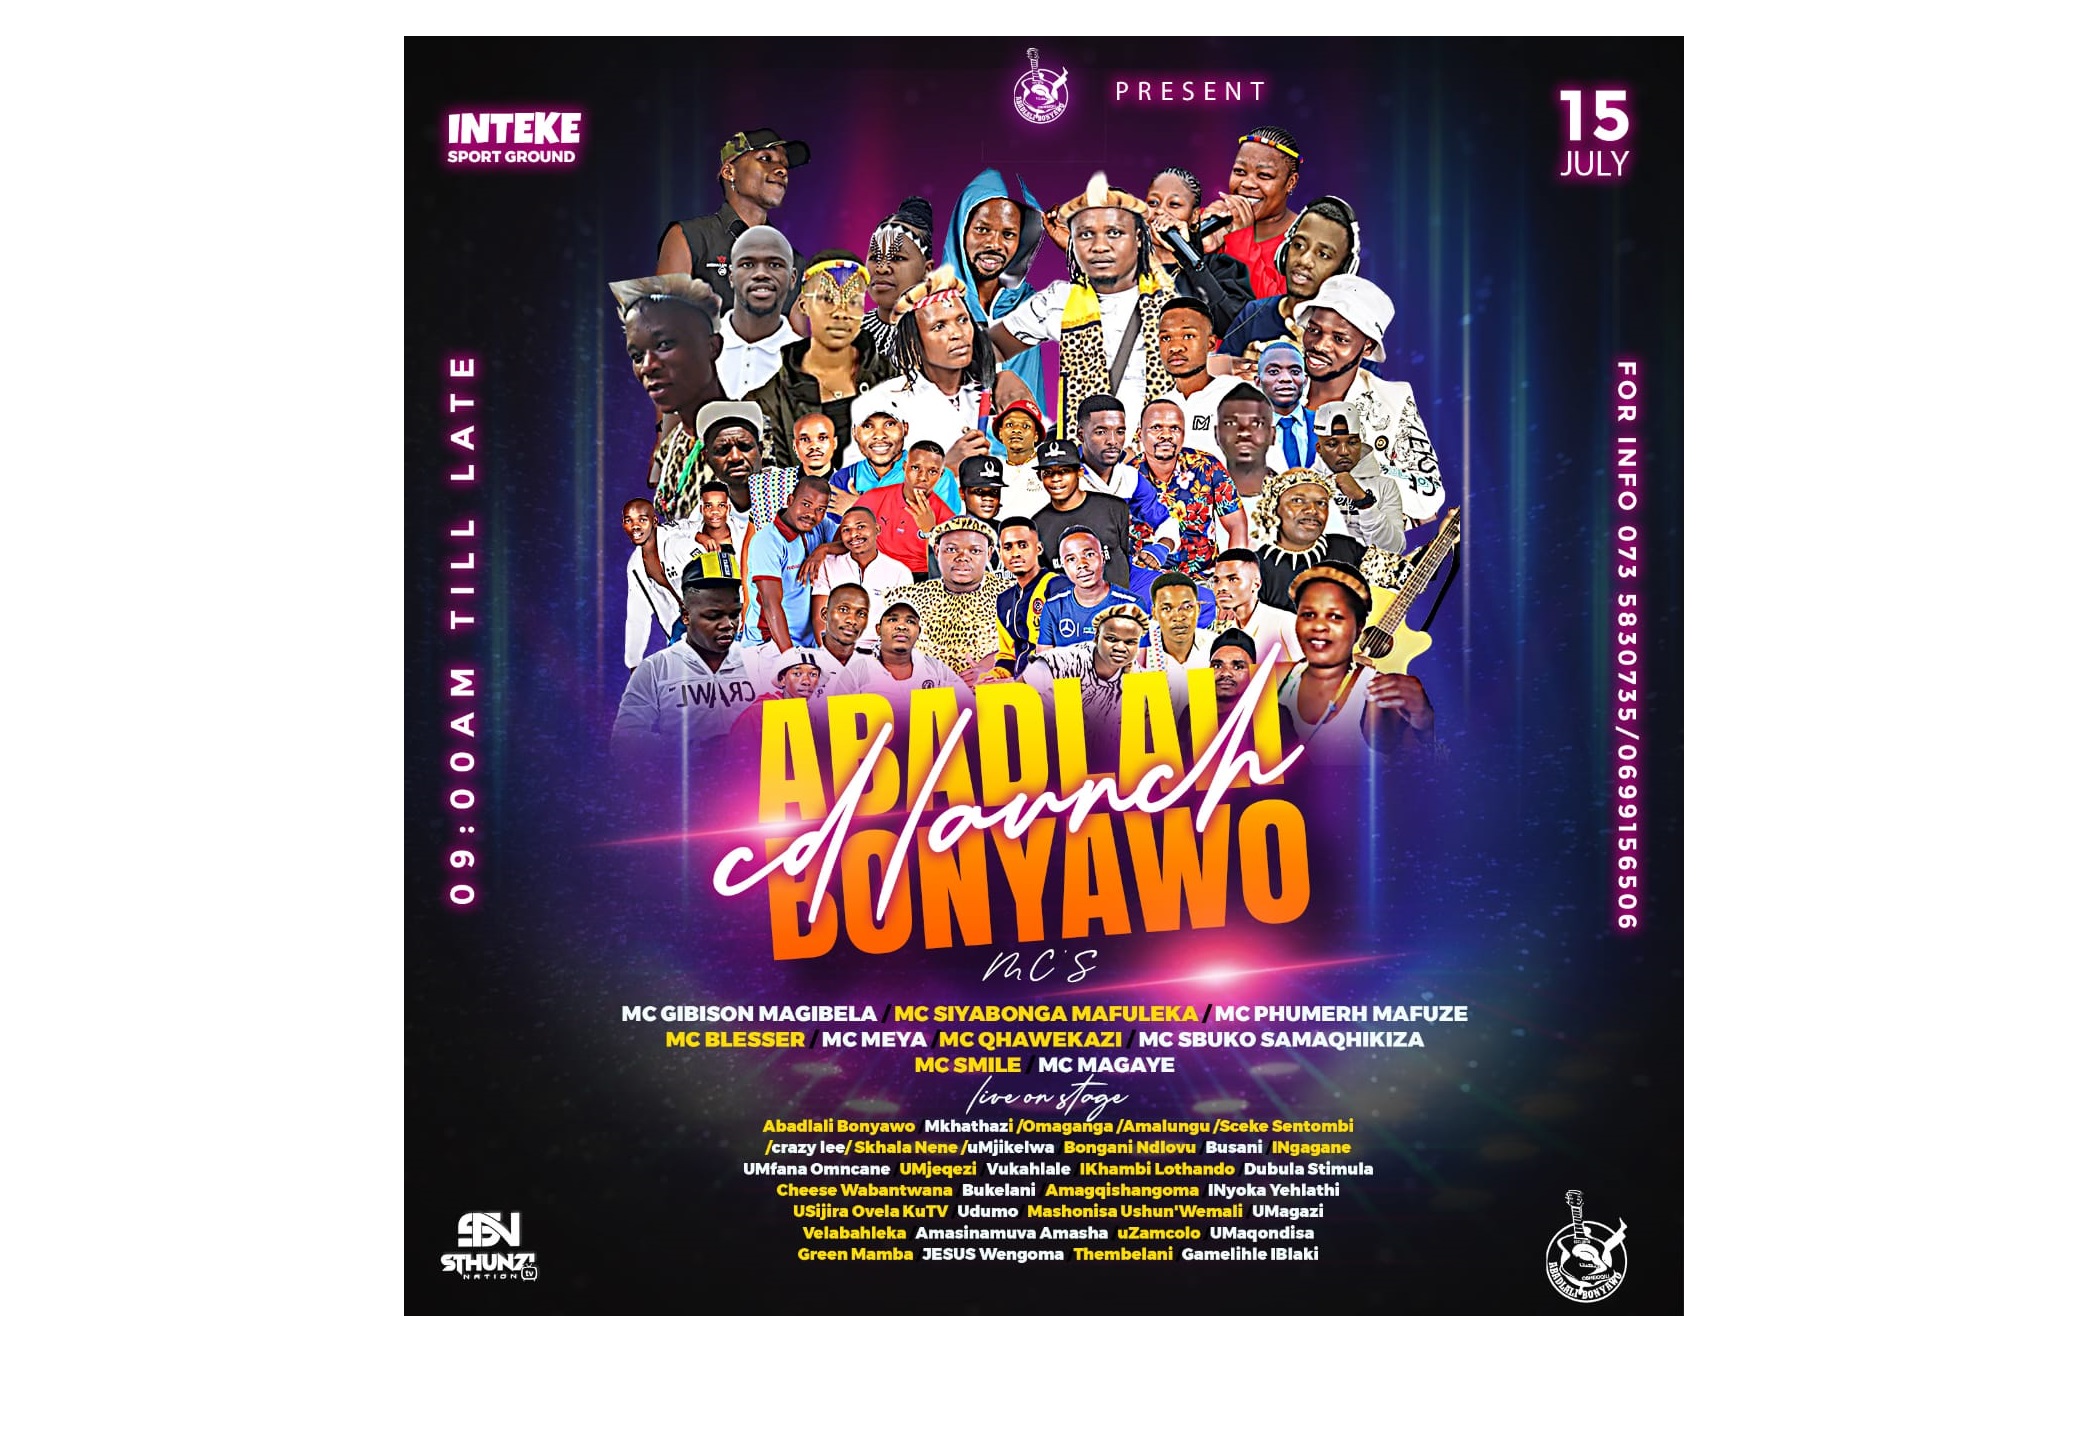 ABADLALI BONYAWO
PRESENT
INTEKE
SPORT GROUND
15
JULY
09:00AM TILL LATE
FOR INFO 073 5830735/0699156506
CRAWL
ABADLALI
cd launch
BONYAWO
MC'S
MC GIBISON MAGIBELA / MC SIYABONGA MAFULEKA / MC PHUMERH MAFUZE
MC BLESSER / MC MEYA / MC QHAWEKAZI / MC SBUKO SAMAQHIKIZA
MC SMILE / MC MAGAYE
live on stage
Abadlali Bonyawo Mkhathazi /Omaganga /Amalungu /Sceke Sentombi
/crazy lee/ Skhala Nene /uMjikelwa Bongani Ndlovu Busani INgagane
UMfana Omncane UMjeqezi Vukahlale IKhambi Lothando Dubula Stimula
Cheese Wabantwana Bukelani Amagqishangoma INyoka Yehlathi
USijira Ovela KuTV Udumo Mashonisa Ushun'Wemali UMagazi
Velabahleka Amasinamuva Amasha uZamcolo UMaqondisa
Green Mamba JESUS Wengoma Thembelani Gamelihle IBlaki
SDN
STHUNZI
NATION tv
ABADLALI BONYAWO